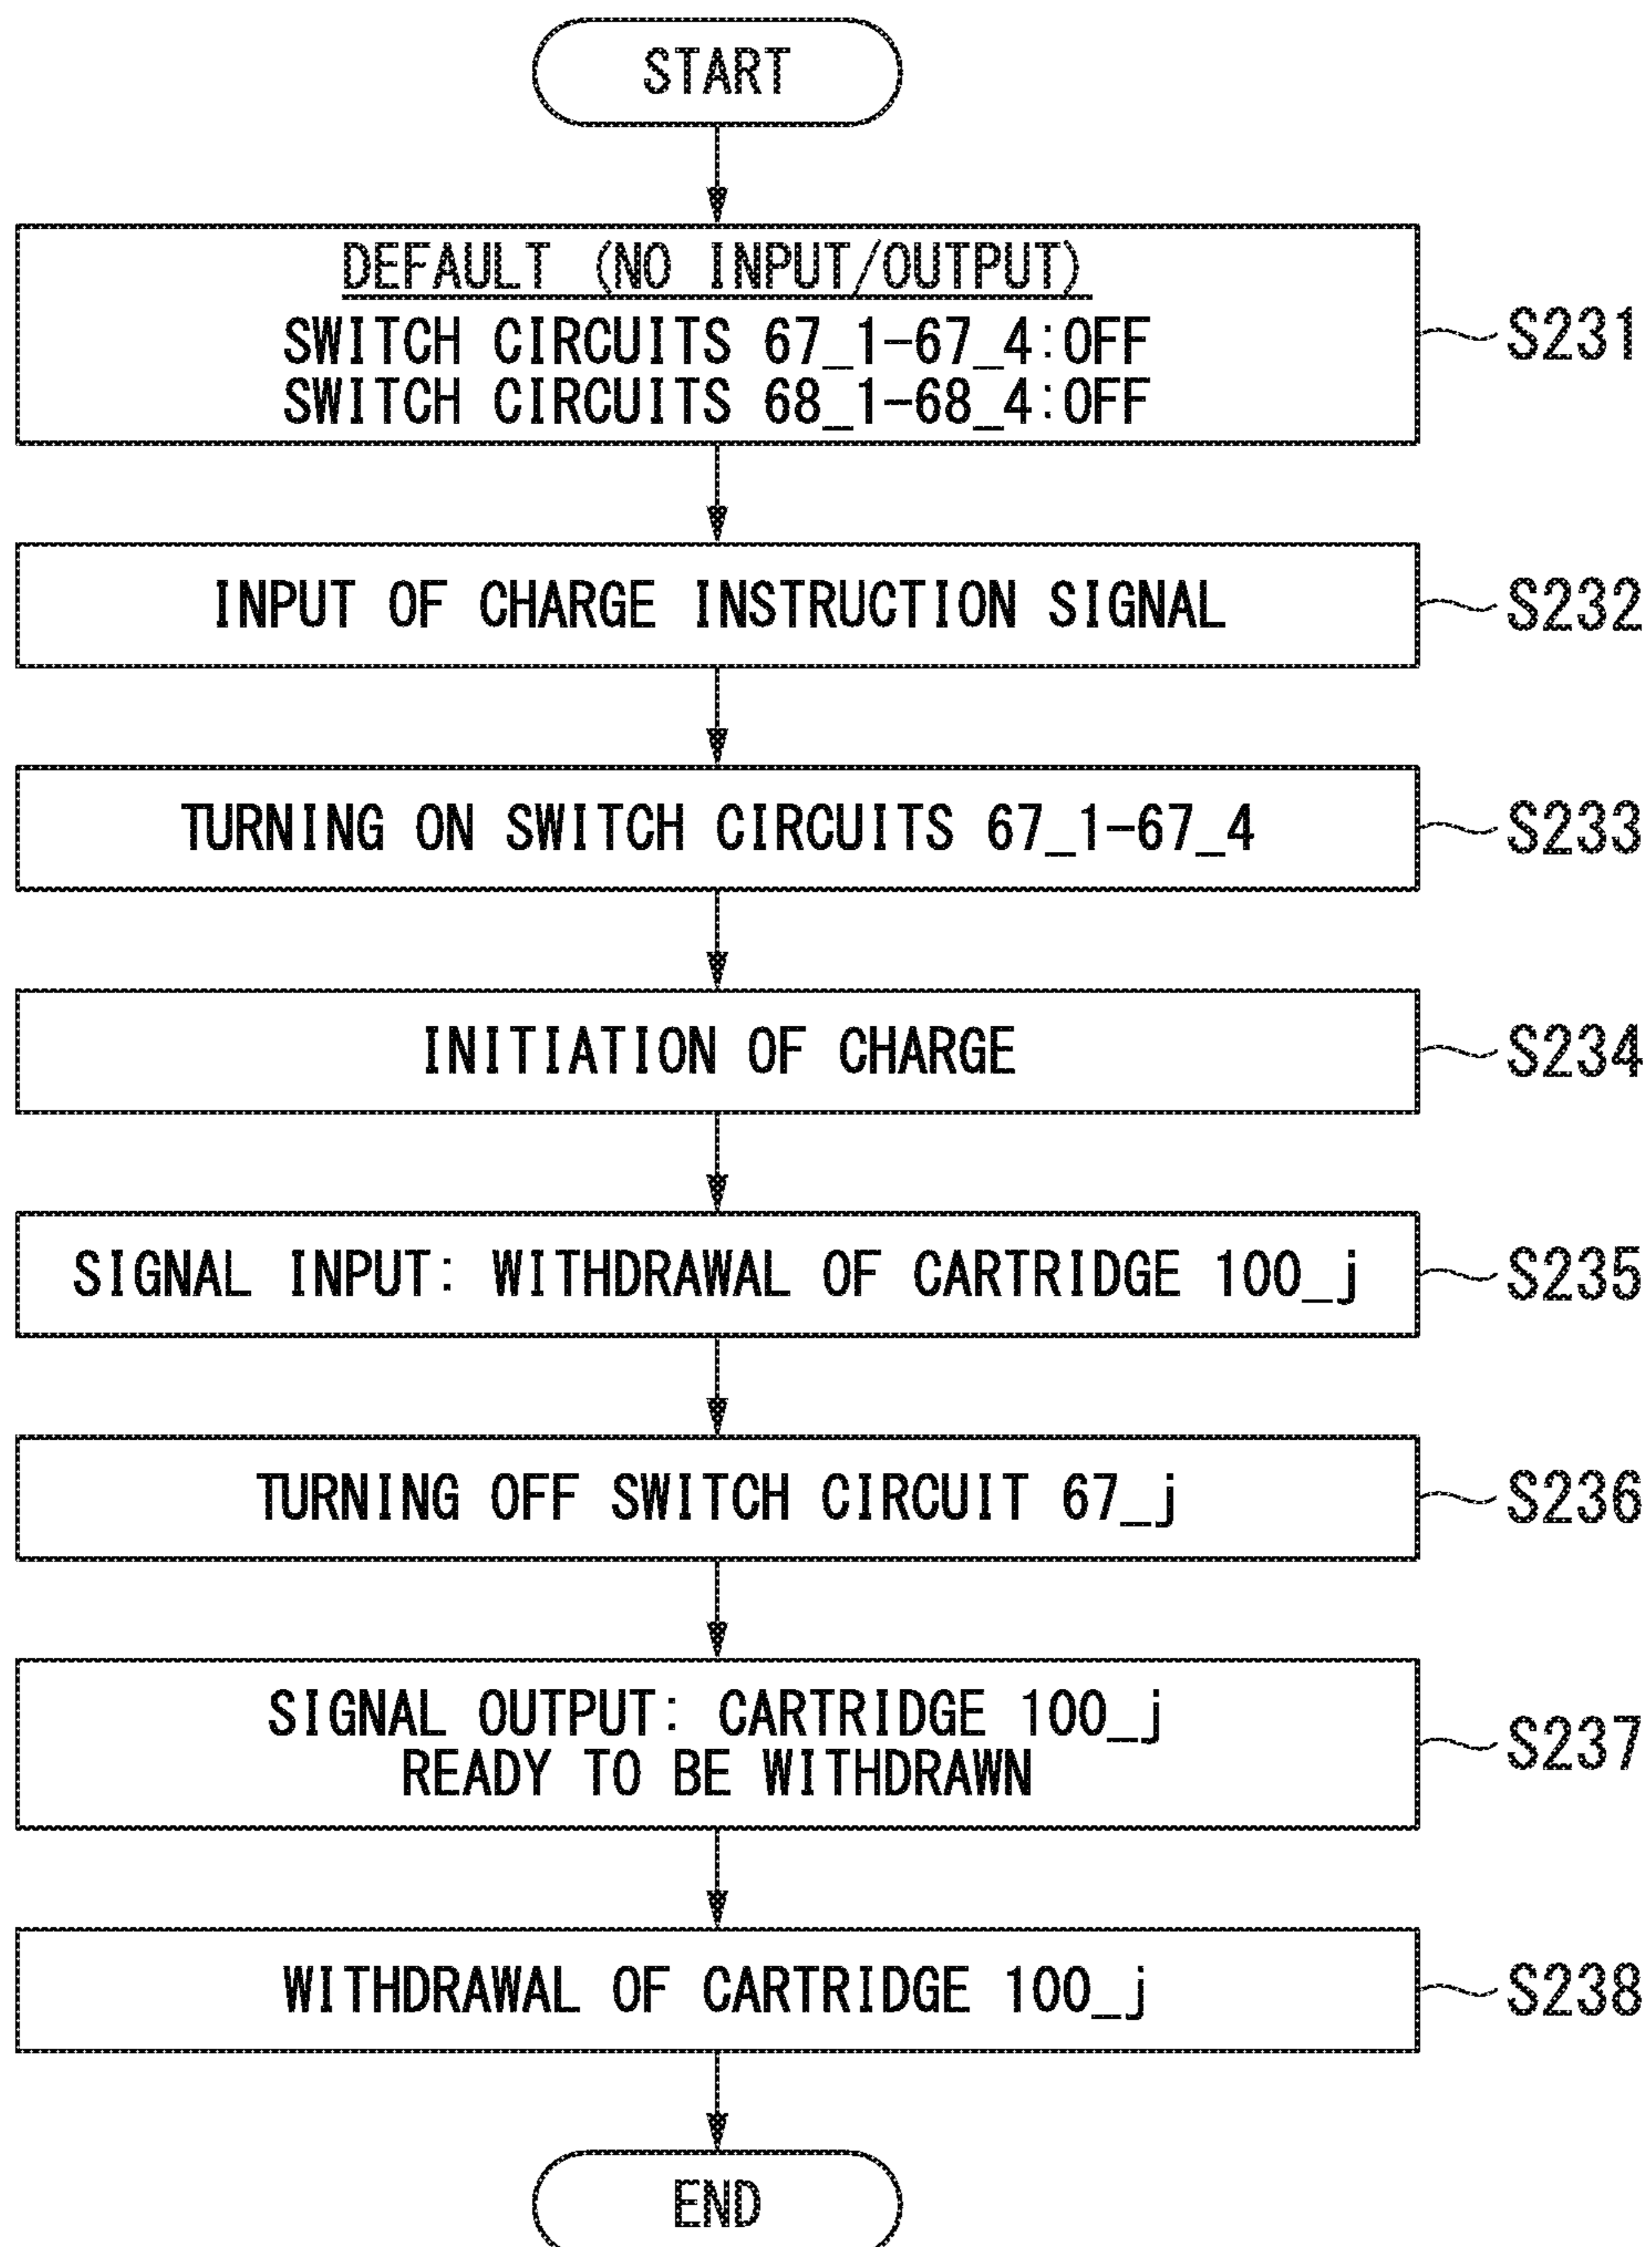 START
DEFAULT (NO INPUT/OUTPUT)
SWITCH CIRCUITS 67_1-67_4:OFF
SWITCH CIRCUITS 68_1-68_4:OFF
S231
INPUT OF CHARGE INSTRUCTION SIGNAL
S232
TURNING ON SWITCH CIRCUITS 67_1-67_4
S233
INITIATION OF CHARGE
S234
SIGNAL INPUT: WITHDRAWAL OF CARTRIDGE 100_j
S235
TURNING OFF SWITCH CIRCUIT 67_j
S236
SIGNAL OUTPUT: CARTRIDGE 100_j
READY TO BE WITHDRAWN
S237
WITHDRAWAL OF CARTRIDGE 100_j
S238
END